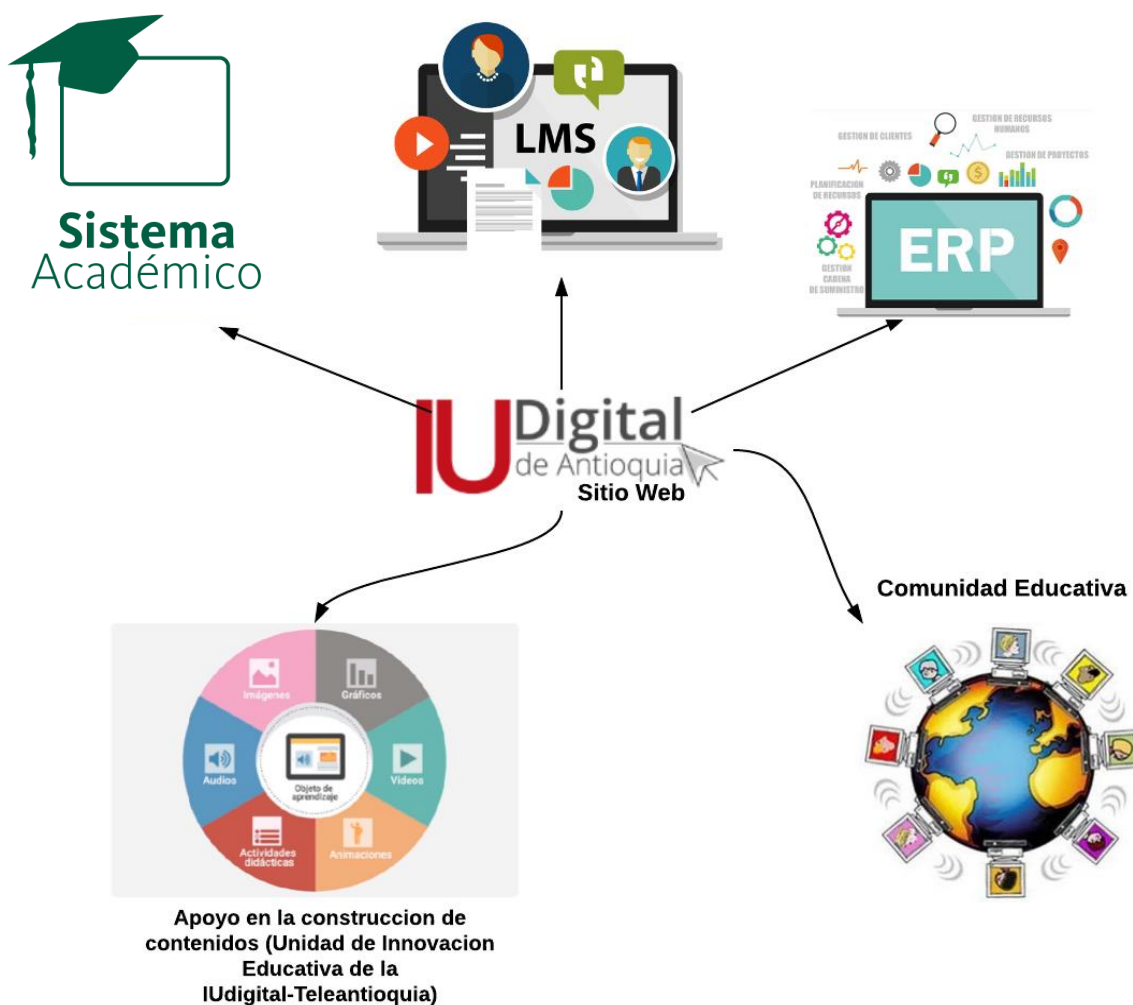 Sistema
Académico
LMS
GESTION DE CLIENTES
GESTION DE RECURSOS
HUMANOS
GESTION DE PROYECTOS
PLANIFICACION
DE RECURSOS
ERP
GESTION
CADENA
DE SUMINISTRO
IUDigital
de Antioquia
Sitio Web
Comunidad Educativa
Imágenes
Gráficos
Audios
Objeto de
aprendizaje
Vídeos
Actividades
didácticas
Animaciones
Apoyo en la construccion de
contenidos (Unidad de Innovacion
Educativa de la
IUdigital-Teleantioquia)